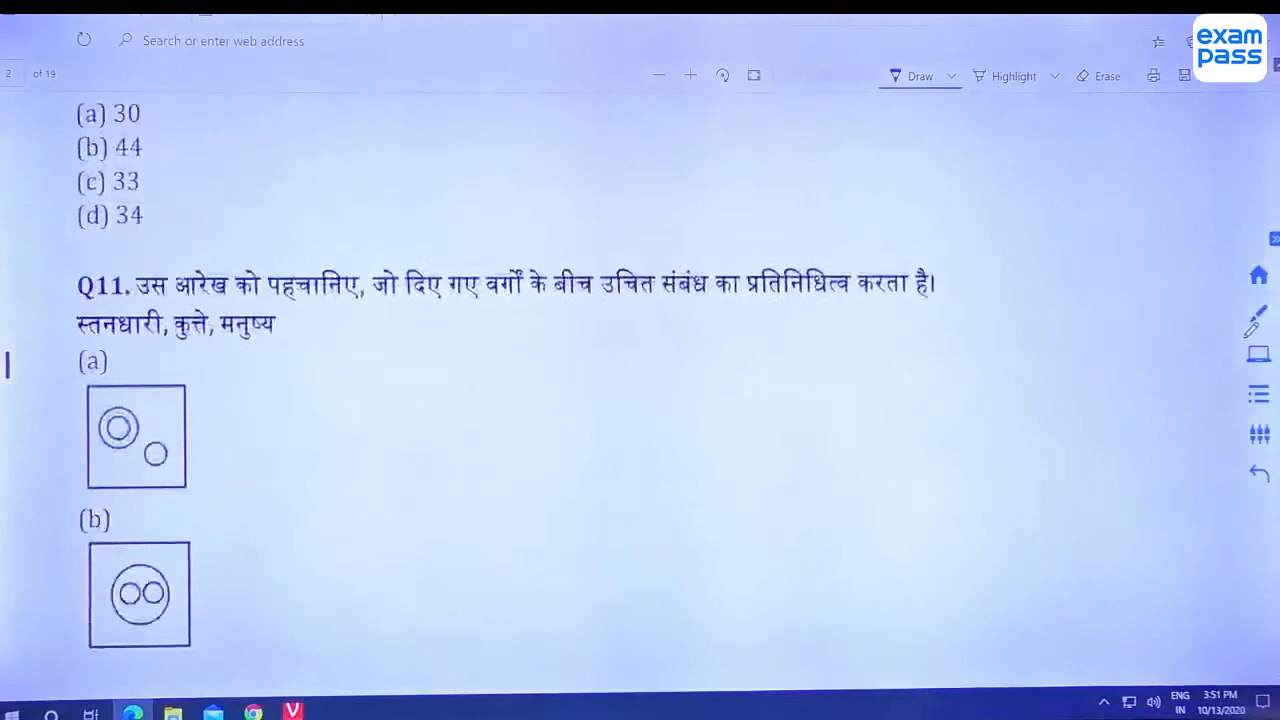 exam
pass
Search or enter web address
2 of 19
Draw
Highlight
Erase
(a) 30
(b) 44
(c) 33
(d) 34
Q11. उस आरेख को पहचानिए, जो दिए गए वर्गों के बीच उचित संबंध का प्रतिनिधित्व करता है।
स्तनधारी, कुत्ते, मनुष्य
(a)
(b)
ENG
IN
3:51 PM
10/13/2020